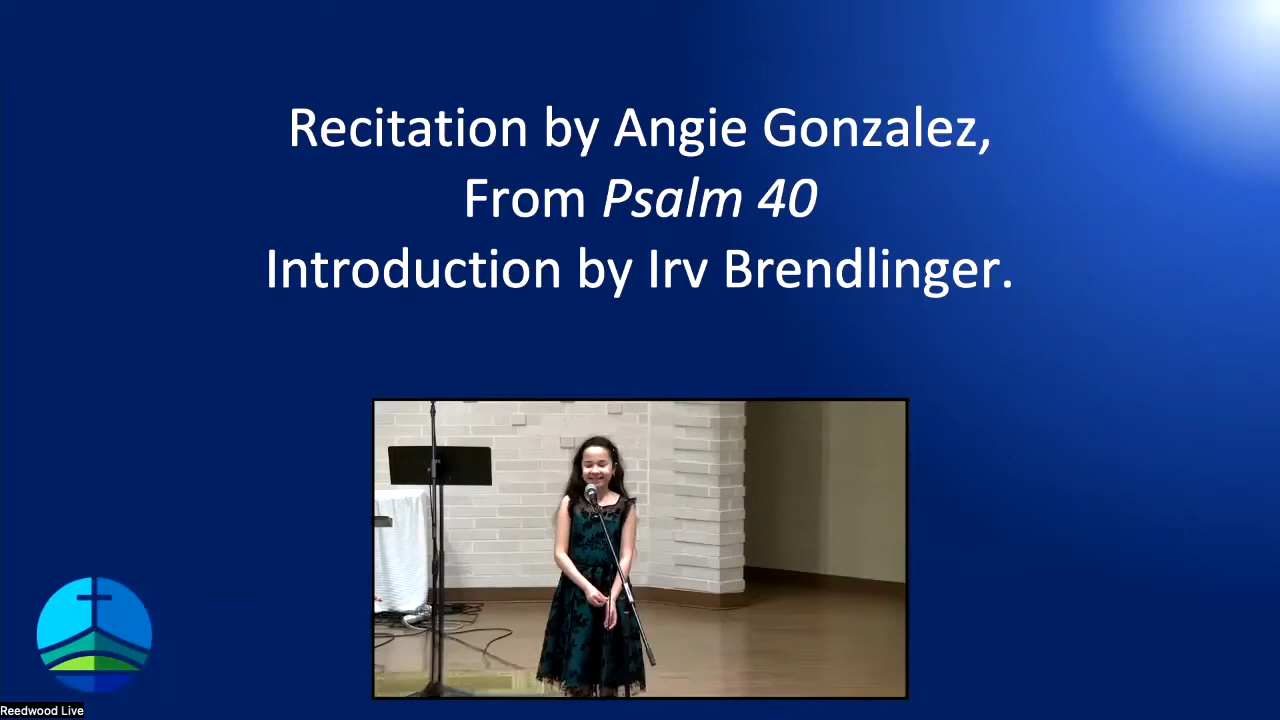 Recitation by Angie Gonzalez,
From Psalm 40
Introduction by Irv Brendlinger.
Reedwood Live